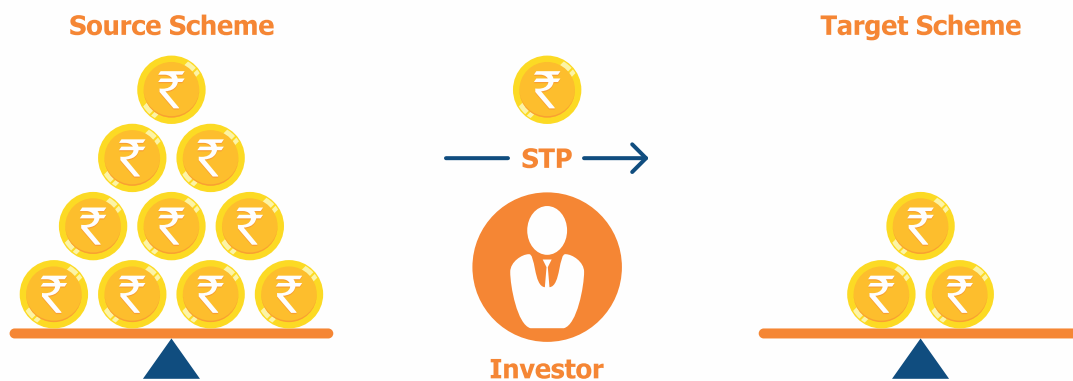 Source Scheme
Target Scheme
₹
₹
₹ ₹
STP
₹ ₹ ₹
₹
₹ ₹ ₹ ₹
₹ ₹
Investor